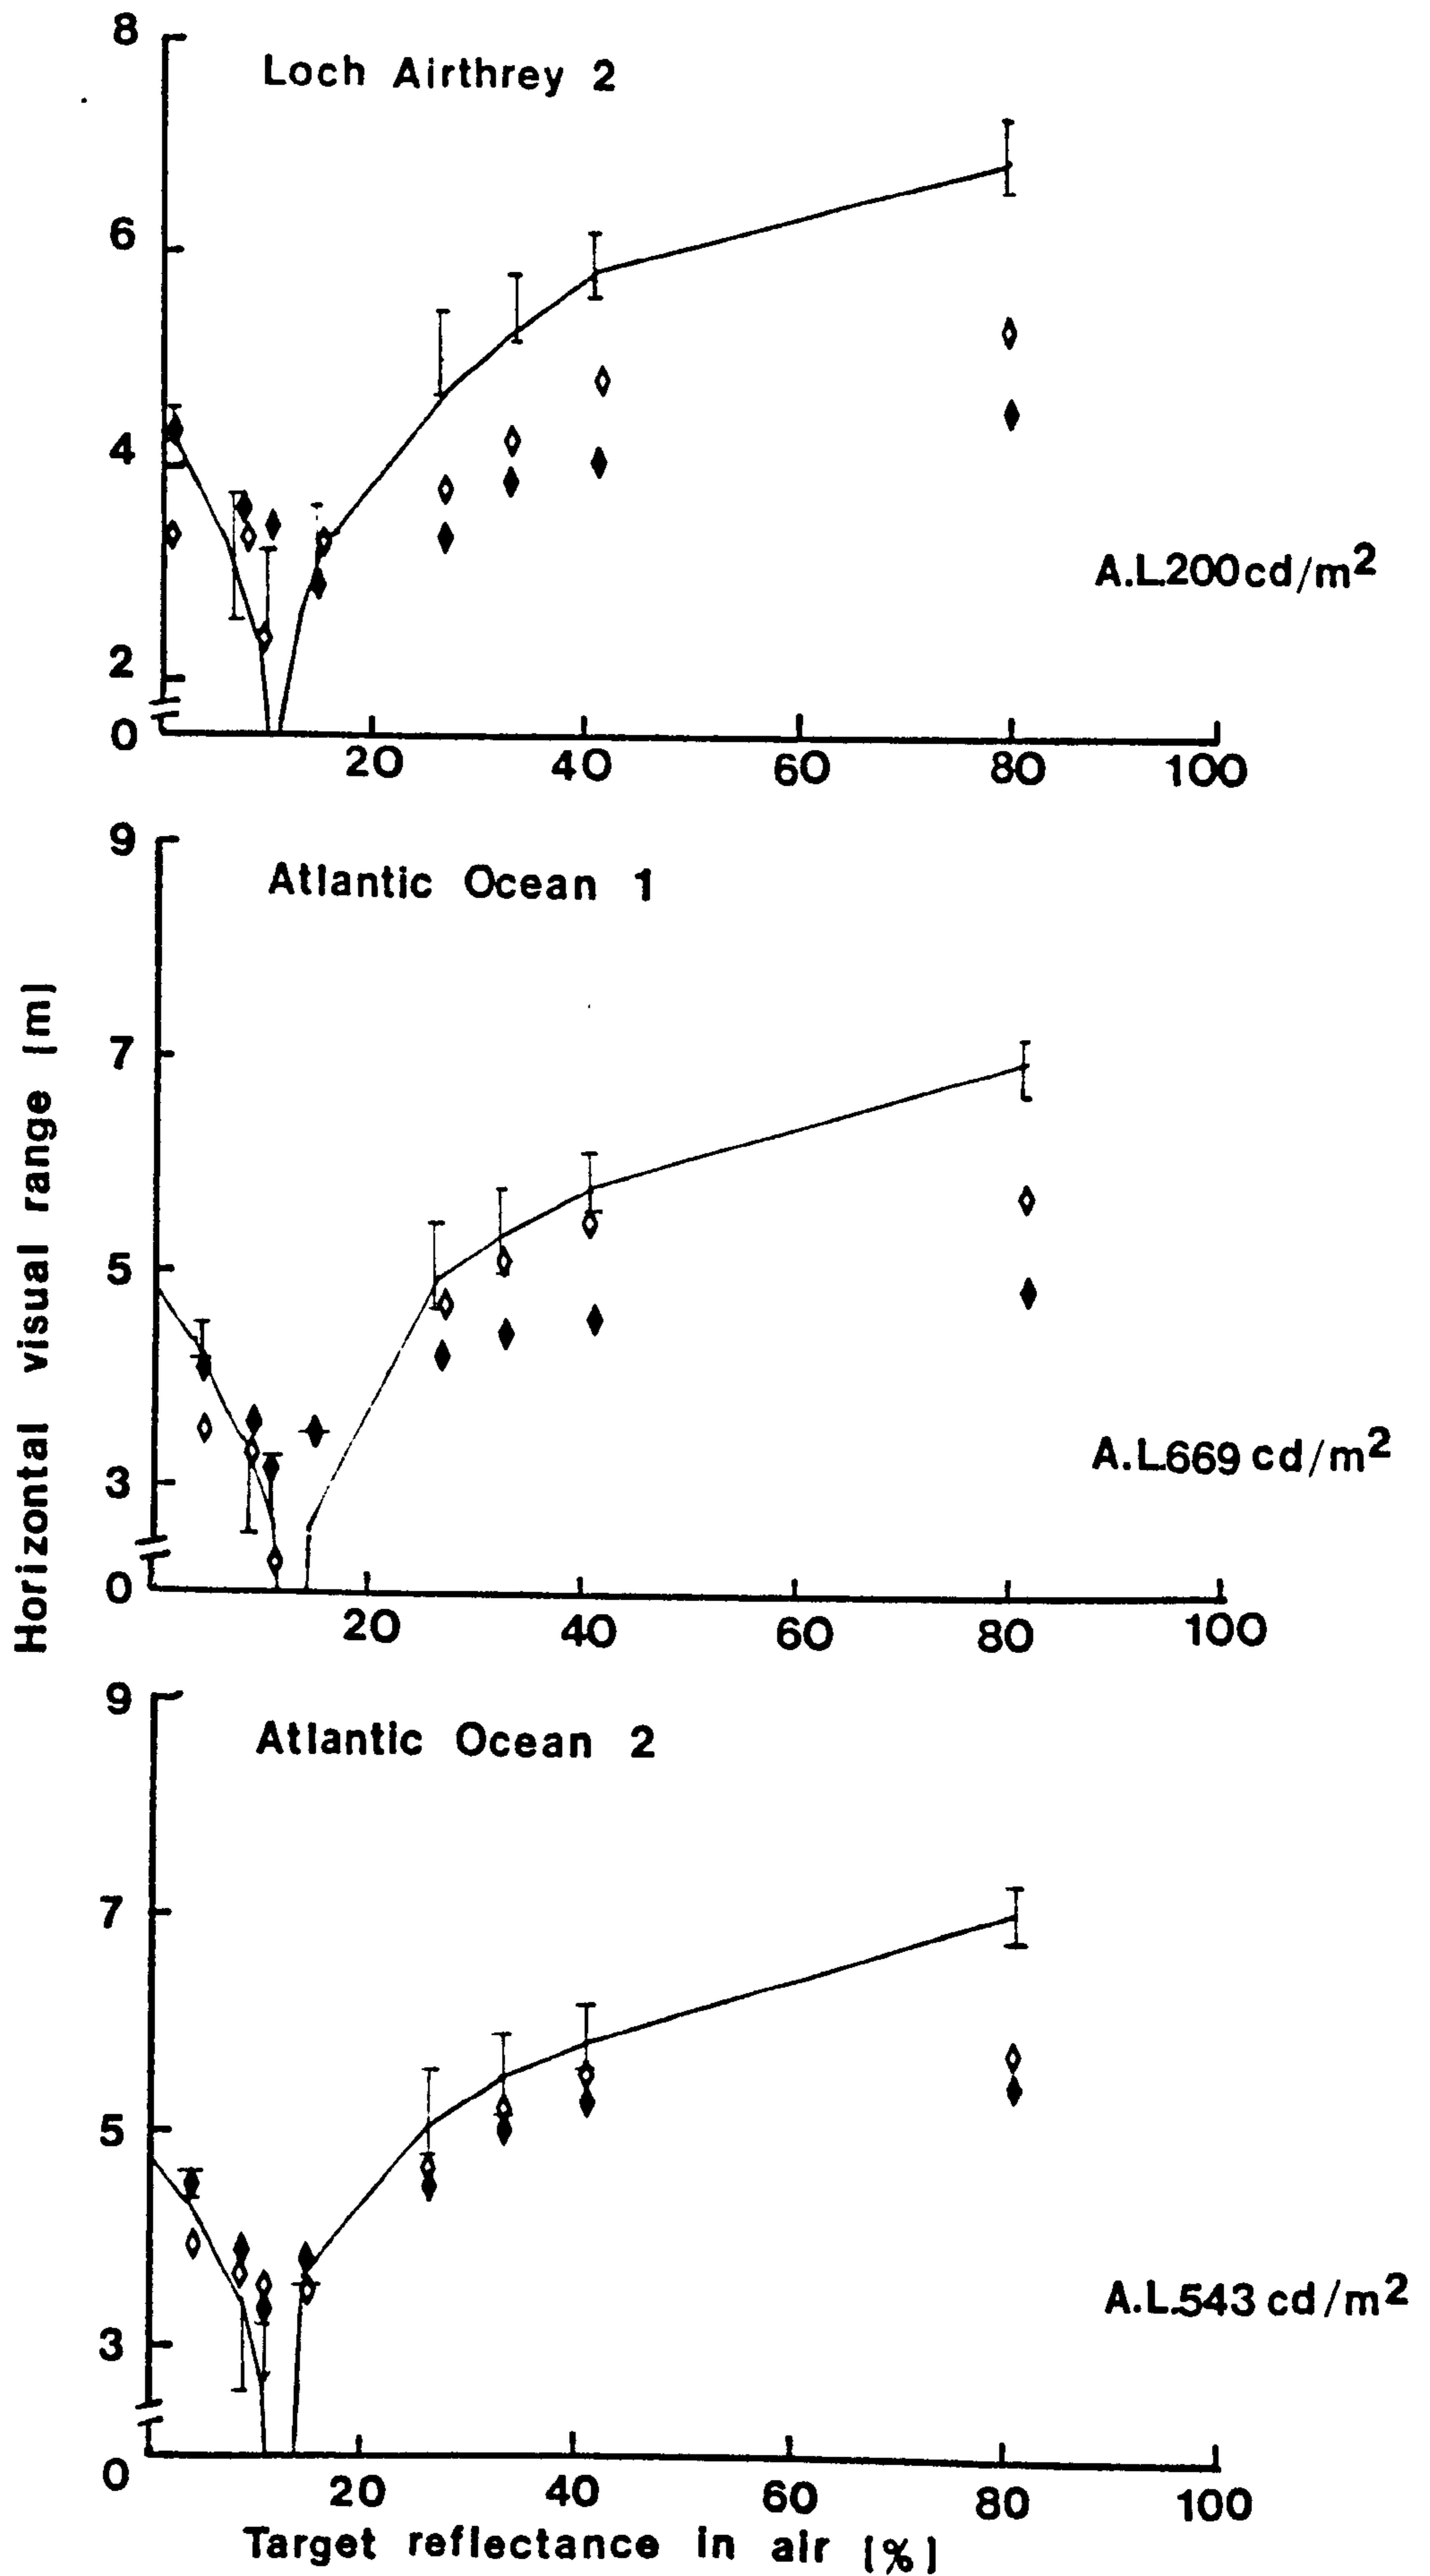 8
Loch Airthrey 2
6
4
A.L.200cd/m²
2
0
20 40 60 80 100
9
Atlantic Ocean 1
7
5
A.L.669 cd/m²
3
0
20 40 60 80 100
Horizontal visual range [m]
9
Atlantic Ocean 2
7
5
A.L.543 cd/m²
3
0
20 40 60 80 100
Target reflectance in air [%]